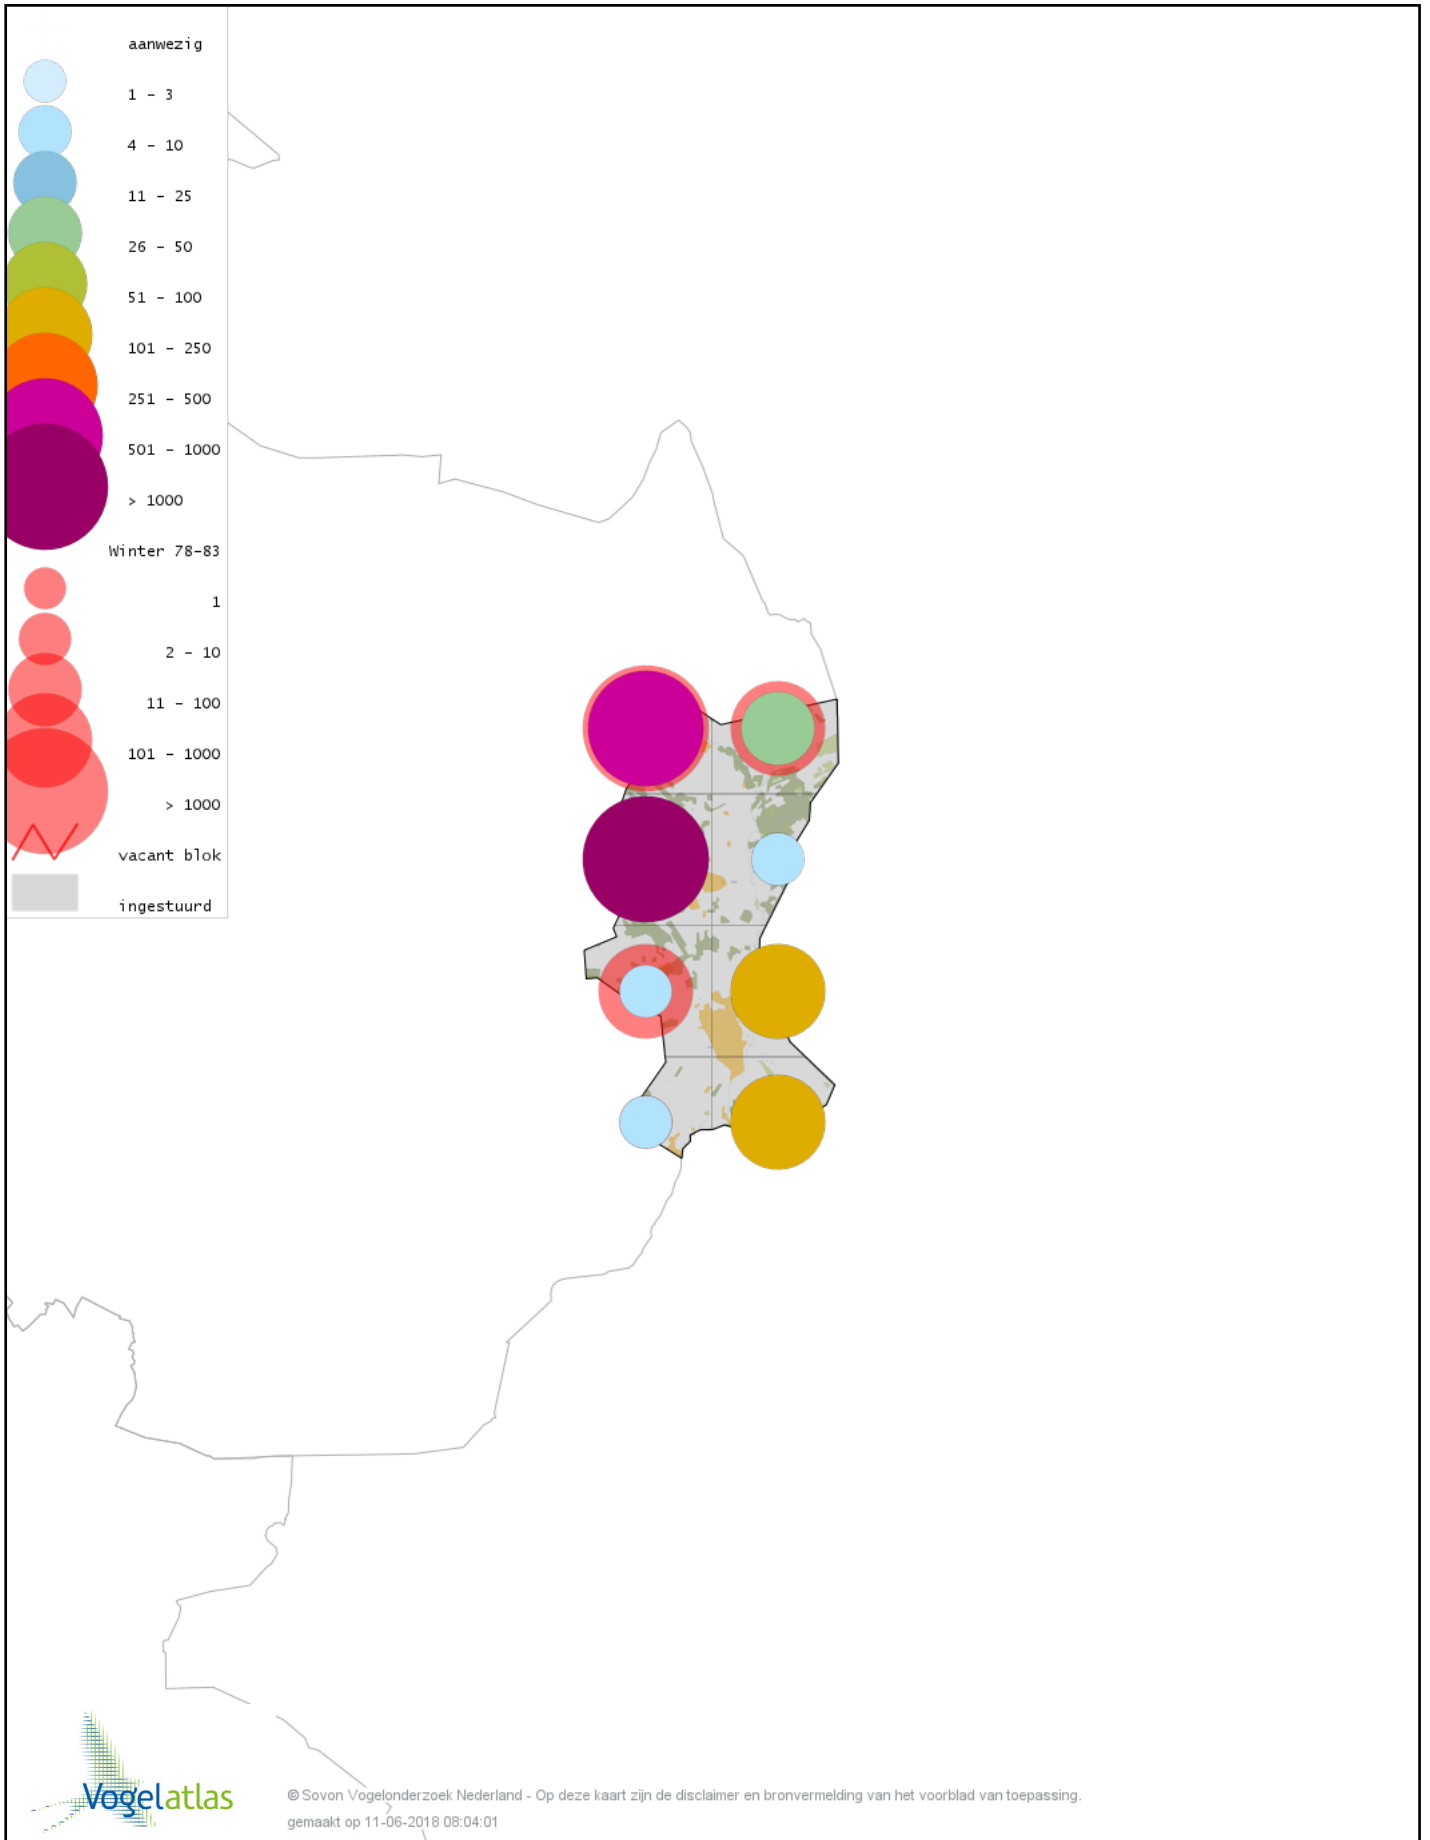 aanwezig
1 - 3
4 - 10
11 - 25
26 - 50
51 - 100
101 - 250
251 - 500
501 - 1000
> 1000
Winter 78-83
1
2 - 10
11 - 100
101 - 1000
> 1000
vacant blok
ingestuurd
Vogelatlas
© Sovon Vogelonderzoek Nederland - Op deze kaart zijn de disclaimer en bronvermelding van het voorblad van toepassing.
gemaakt op 11-06-2018 08:04:01